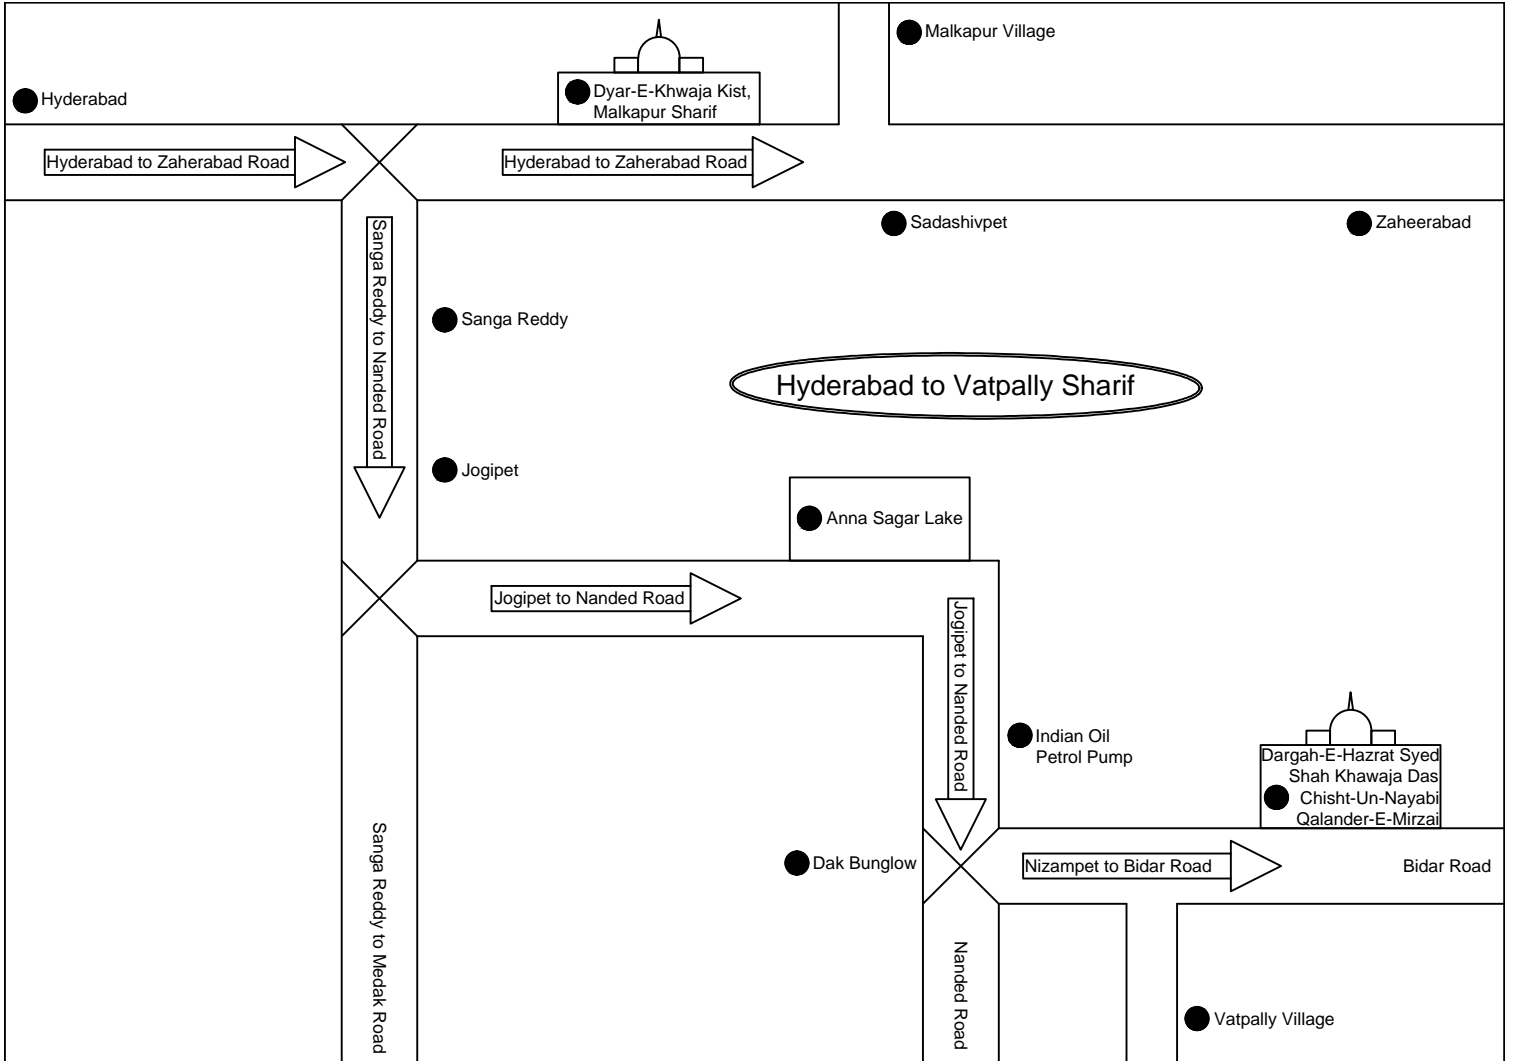 Malkapur Village
Hyderabad
Dyar-E-Khwaja Kist,
Malkapur Sharif
Hyderabad to Zaherabad Road
Hyderabad to Zaherabad Road
Sadashivpet
Zaheerabad
Sanga Reddy to Nanded Road
Sanga Reddy
Hyderabad to Vatpally Sharif
Jogipet
Anna Sagar Lake
Jogipet to Nanded Road
Jogipet to Nanded Road
Indian Oil
Petrol Pump
Dargah-E-Hazrat Syed
Shah Khawaja Das
Chisht-Un-Nayabi
Qalander-E-Mirzai
Dak Bunglow
Nizampet to Bidar Road
Bidar Road
Sanga Reddy to Medak Road
Nanded Road
Vatpally Village